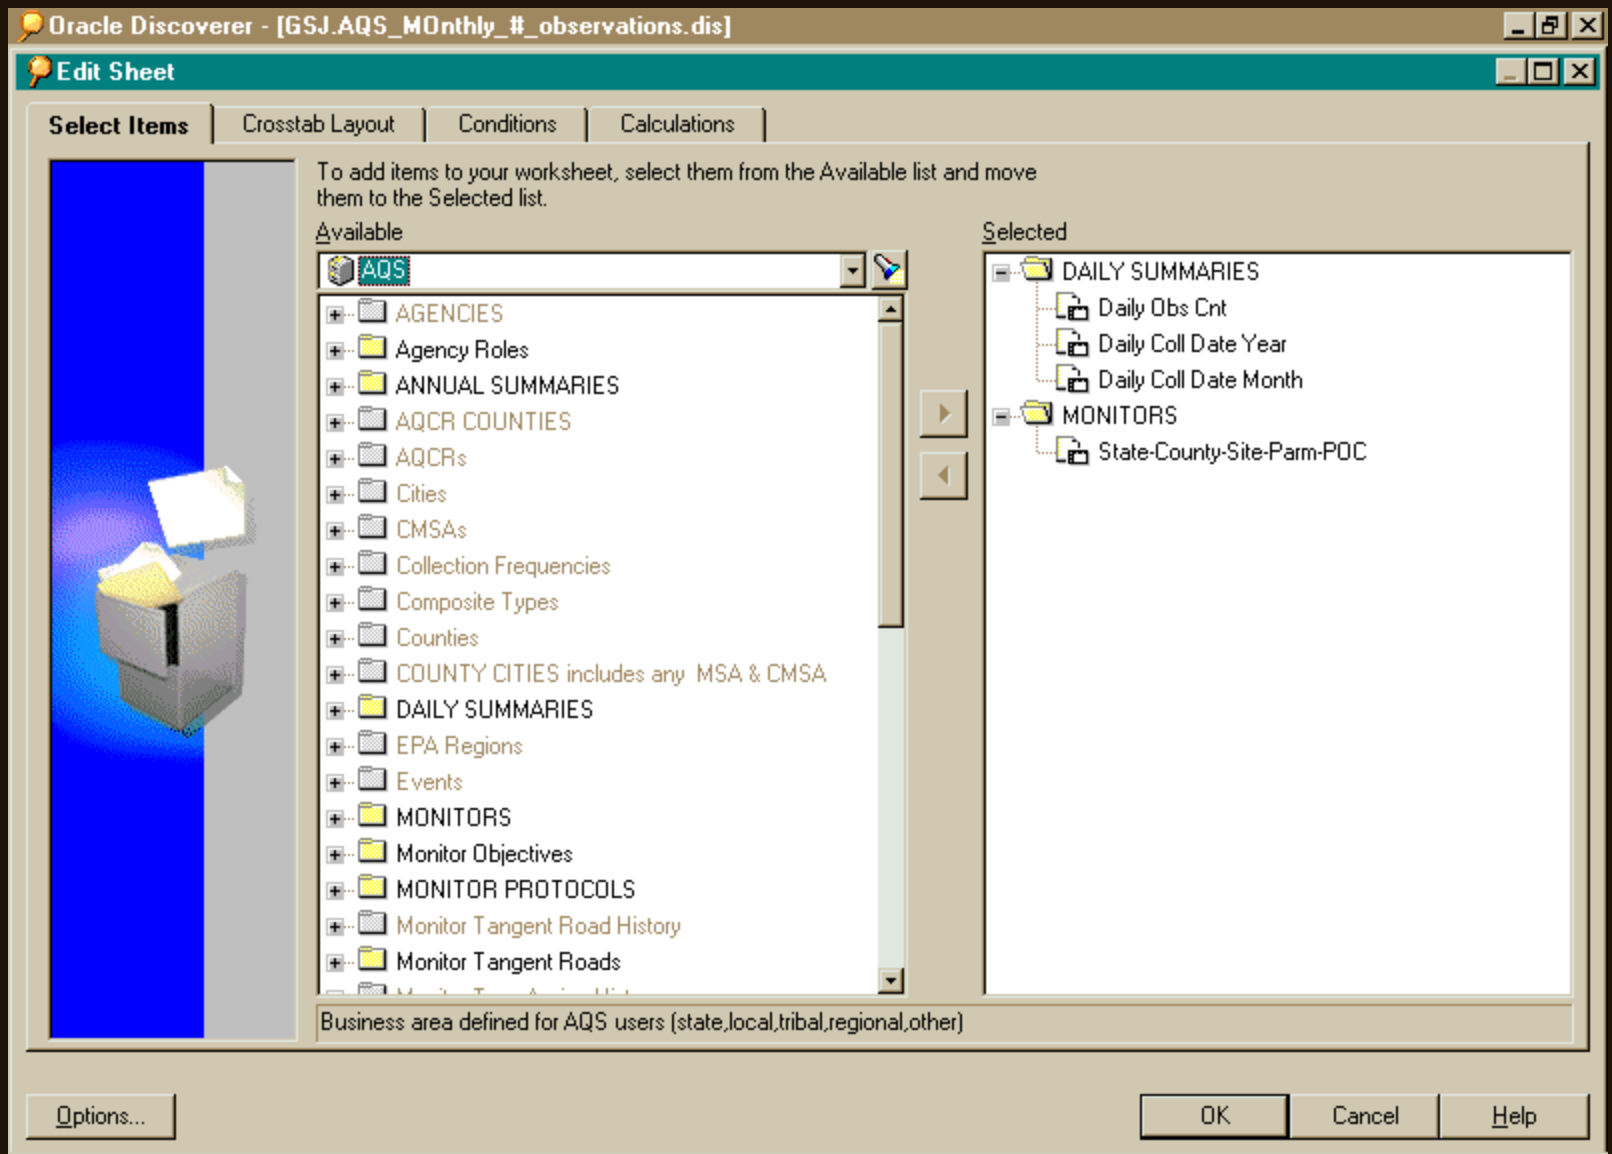 Oracle Discoverer - [GSJ.AQS_MOnthly_#_observations.dis]
Edit Sheet
Select Items
Crosstab Layout
Conditions
Calculations
To add items to your worksheet, select them from the Available list and move
them to the Selected list.
Available
AQS
AGENCIES
Agency Roles
ANNUAL SUMMARIES
AQCR COUNTIES
AQCRs
Cities
CMSAs
Collection Frequencies
Composite Types
Counties
COUNTY CITIES includes any MSA & CMSA
DAILY SUMMARIES
EPA Regions
Events
MONITORS
Monitor Objectives
MONITOR PROTOCOLS
Monitor Tangent Road History
Monitor Tangent Roads
Selected
DAILY SUMMARIES
Daily Obs Cnt
Daily Coll Date Year
Daily Coll Date Month
MONITORS
State-County-Site-Parm-POC
Business area defined for AQS users (state,local,tribal,regional,other)
Options...
OK
Cancel
Help